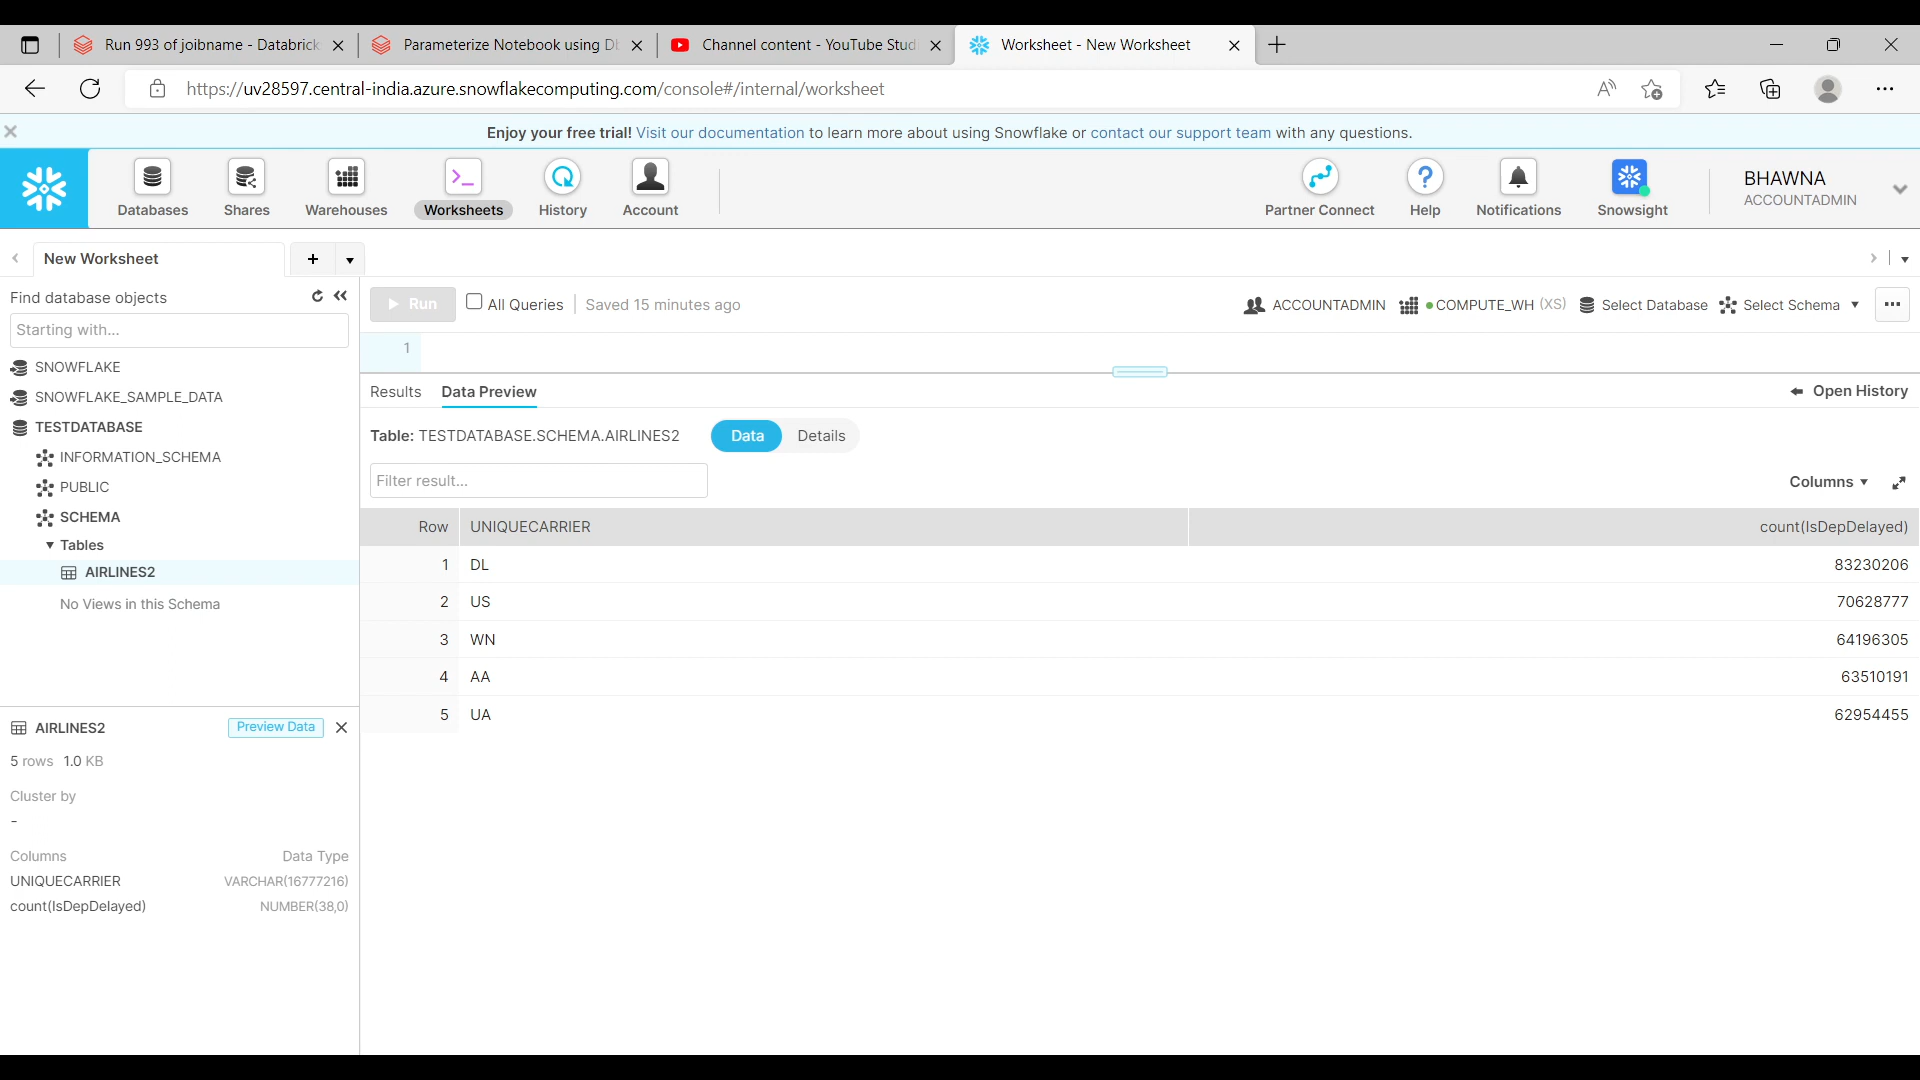 Run 993 of joibname - Databrick
Parameterize Notebook using Db
Channel content - YouTube Stud
Worksheet - New Worksheet
https://uv28597.central-india.azure.snowflakecomputing.com/console#/internal/worksheet
Enjoy your free trial! Visit our documentation to learn more about using Snowflake or contact our support team with any questions.
Databases
Shares
Warehouses
Worksheets
History
Account
Partner Connect
Help
Notifications
Snowsight
BHAWNA
ACCOUNTADMIN
New Worksheet
Find database objects
Starting with...
SNOWFLAKE
SNOWFLAKE_SAMPLE_DATA
TESTDATABASE
INFORMATION_SCHEMA
PUBLIC
SCHEMA
Tables
AIRLINES2
No Views in this Schema
AIRLINES2 Preview Data
5 rows 1.0 KB
Cluster by
-
Columns Data Type
UNIQUECARRIER VARCHAR(16777216)
count(IsDepDelayed) NUMBER(38,0)
Run All Queries Saved 15 minutes ago
ACCOUNTADMIN COMPUTE_WH (XS) Select Database Select Schema
1
Results Data Preview Open History
Table: TESTDATABASE.SCHEMA.AIRLINES2 Data Details
Filter result... Columns
Row UNIQUECARRIER count(IsDepDelayed)
1 DL 83230206
2 US 70628777
3 WN 64196305
4 AA 63510191
5 UA 62954455